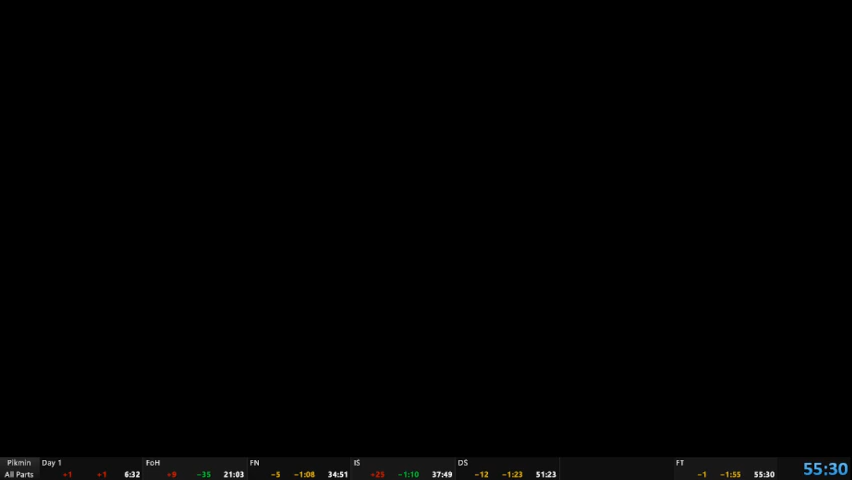 Pikmin Day 1 FoH FN IS DS FT
All Parts +1 +1 6:32 +9 −35 21:03 −5 −1:08 34:51 +25 −1:10 37:49 −12 −1:23 51:23 −1 −1:55 55:30
55:30